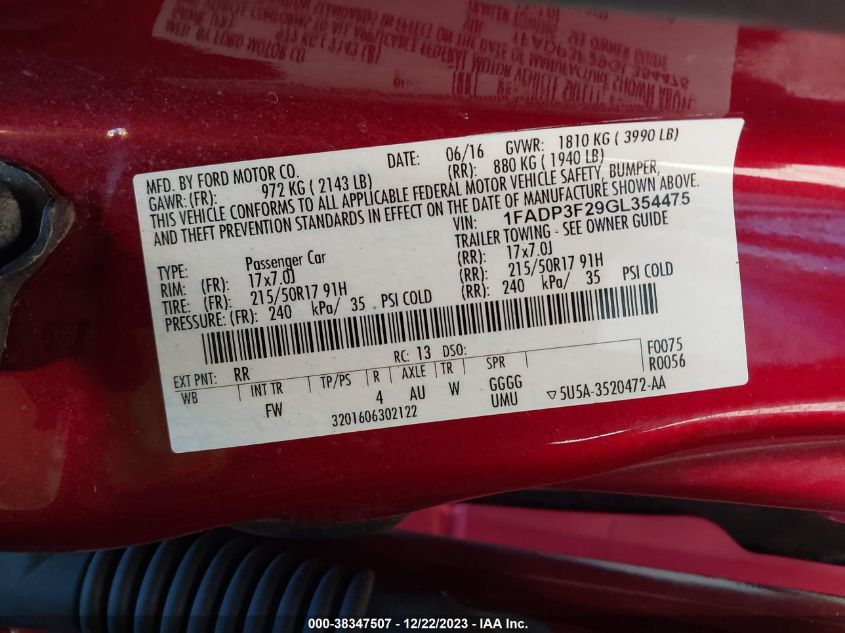 MFD. BY FORD MOTOR CO. DATE: 06/16 GVWR: 1810 KG ( 3990 LB)
GAWR: (FR): 972 KG ( 2143 LB) (RR): 880 KG ( 1940 LB)
THIS VEHICLE CONFORMS TO ALL APPLICABLE FEDERAL MOTOR VEHICLE SAFETY, BUMPER,
AND THEFT PREVENTION STANDARDS IN EFFECT ON THE DATE OF MANUFACTURE SHOWN ABOVE.
VIN: 1FADP3F29GL354475
TYPE: Passenger Car TRAILER TOWING - SEE OWNER GUIDE
RIM: (FR): 17x7.0J (RR): 17x7.0J
TIRE: (FR): 215/50R17 91H (RR): 215/50R17 91H
PRESSURE: (FR): 240 kPa/ 35 PSI COLD (RR): 240 kPa/ 35 PSI COLD
EXT PNT: RR RC: 13 DSO: F0075
WB INT TR TP/PS R AXLE TR SPR R0056
FW 4 AU W GGGG
UMU ▽ 5U5A-3520472-AA
3201606302122
000-38347507 - 12/22/2023 - IAA Inc.